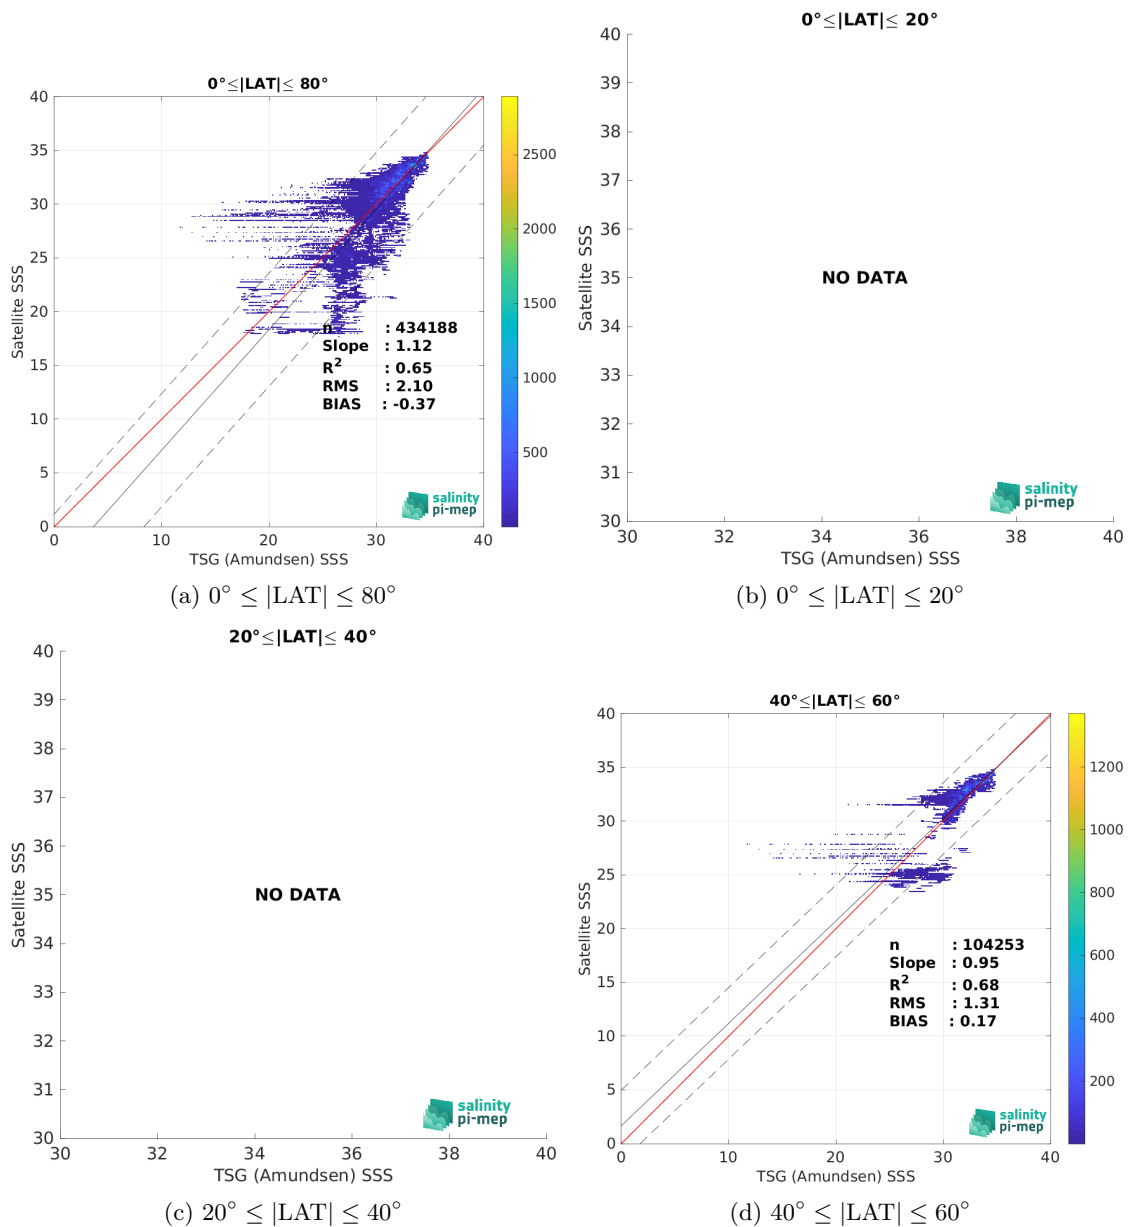 0°≤|LAT|≤ 80°
40
35
30
25
20
15
10
5
0
0
10
20
30
40
Satellite SSS
TSG (Amundsen) SSS
2500
2000
1500
1000
500
n : 434188
Slope : 1.12
R² : 0.65
RMS : 2.10
BIAS : -0.37
salinity
pi-mep
(a) 0° ≤ |LAT| ≤ 80°
0°≤|LAT|≤ 20°
40
39
38
37
36
35
34
33
32
31
30
30
32
34
36
38
40
Satellite SSS
TSG (Amundsen) SSS
NO DATA
salinity
pi-mep
(b) 0° ≤ |LAT| ≤ 20°
20°≤|LAT|≤ 40°
40
39
38
37
36
35
34
33
32
31
30
30
32
34
36
38
40
Satellite SSS
TSG (Amundsen) SSS
NO DATA
salinity
pi-mep
(c) 20° ≤ |LAT| ≤ 40°
40°≤|LAT|≤ 60°
40
35
30
25
20
15
10
5
0
0
10
20
30
40
Satellite SSS
TSG (Amundsen) SSS
1200
1000
800
600
400
200
n : 104253
Slope : 0.95
R² : 0.68
RMS : 1.31
BIAS : 0.17
salinity
pi-mep
(d) 40° ≤ |LAT| ≤ 60°